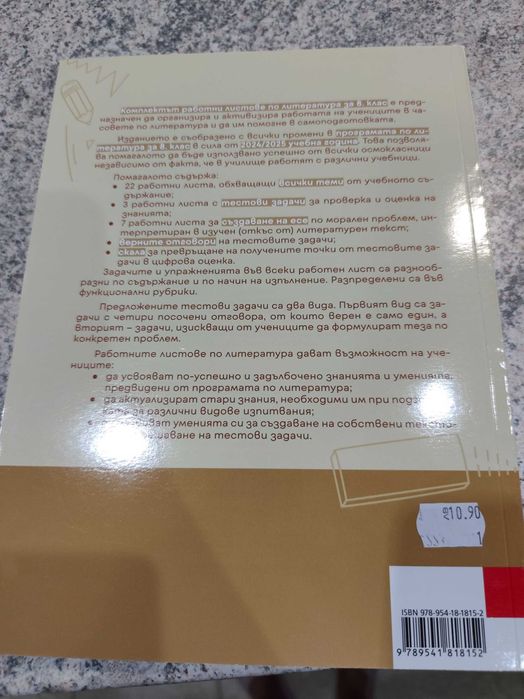 Комплектът работни листове по литература за 8. клас е пред-
назначен да организира и активизира работата на учениците в ча-
совете по литература и да им помогне в самоподготовката.
Изданието е съобразено с всички промени в програмата по ли-
тература за 8. клас в сила от 2024/2025 учебна година. Това позволя-
ва помагалото да бъде използвано успешно от всички осмокласници
независимо от факта, че в училище работят с различни учебници.
Помагалото съдържа:
• 22 работни листа, обхващащи всички теми от учебното съ-
държание;
• 3 работни листа с тестови задачи за проверка и оценка на
знанията;
• 7 работни листа за създаване на есе по морален проблем, ин-
терпретиран в изучен (откъс от) литературен текст;
• верните отговори на тестовите задачи;
• скала за превръщане на получените точки от тестовите за-
дачи в цифрова оценка.
Задачите и упражненията във всеки работен лист са разнооб-
разни по съдържание и по начин на изпълнение. Разпределени са във
функционални рубрики.
Предложените тестови задачи са два вида. Първият вид са за-
дачи с четири посочени отговора, от които верен е само един, а
вторият – задачи, изискващи от учениците да формулират теза по
конкретен проблем.
Работните листове по литература дават възможност на уче-
ниците:
• да усвояват по-успешно и задълбочено знанията и уменията,
предвидени от програмата по литература;
• да актуализират стари знания, необходими им при
за различни видове изпитвания;
уменията си за създаване на собствени
на тестови задачи.
10.90
1
ISBN 978-954-18-1815-2
9 789541 818152